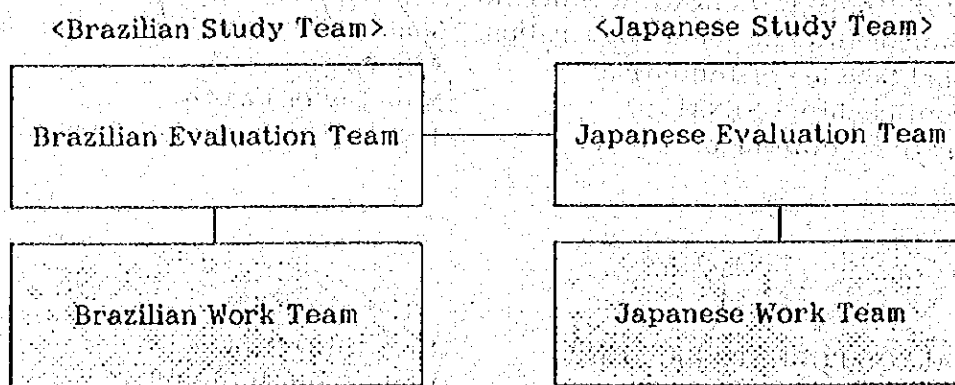 <Brazilian Study Team> <Japanese Study Team>
Brazilian Evaluation Team Japanese Evaluation Team
Brazilian Work Team Japanese Work Team